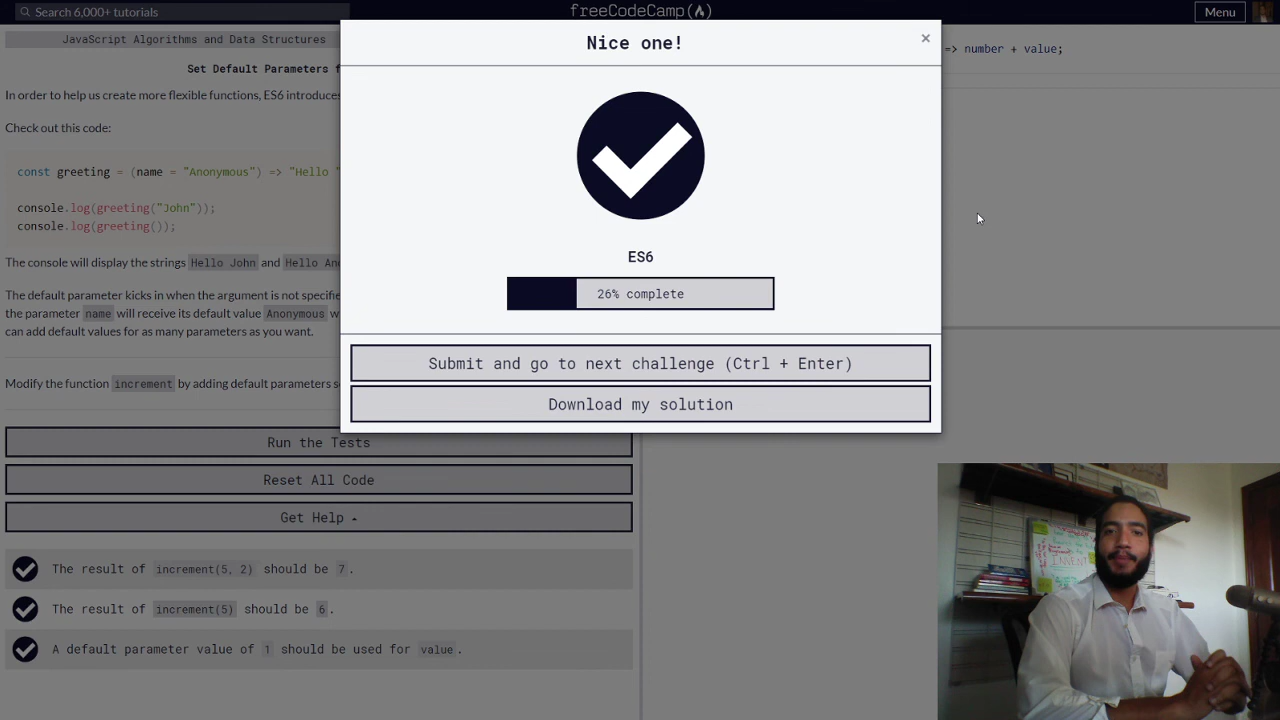 Search 6,000+ tutorials
freeCodeCamp
Menu
JavaScript Algorithms and Data Structures
Set Default Parameters f
In order to help us create more flexible functions, ES6 introduces
Check out this code:
const greeting = (name = "Anonymous") => "Hello "
console.log(greeting("John"));
console.log(greeting());
The console will display the strings Hello John and Hello An
The default parameter kicks in when the argument is not specifie
the parameter name will receive its default value Anonymous w
can add default values for as many parameters as you want.
Modify the function increment by adding default parameters s
Run the Tests
Reset All Code
Get Help
The result of increment(5, 2) should be 7.
The result of increment(5) should be 6.
A default parameter value of 1 should be used for value.
=> number + value;
Nice one!
×
ES6
26% complete
Submit and go to next challenge (Ctrl + Enter)
Download my solution
INVENT